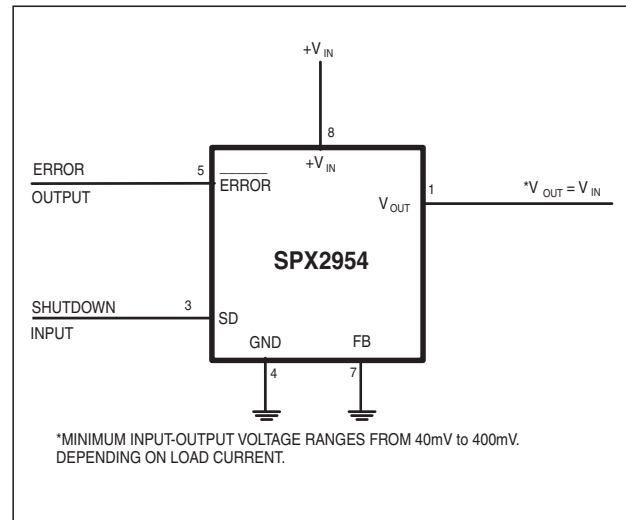 +V IN
8
+V IN
ERROR
5
ERROR
OUTPUT
1
*V OUT = V IN
V OUT
SPX2954
SHUTDOWN
3
SD
INPUT
GND
FB
4
7
*MINIMUM INPUT-OUTPUT VOLTAGE RANGES FROM 40mV to 400mV.
DEPENDING ON LOAD CURRENT.